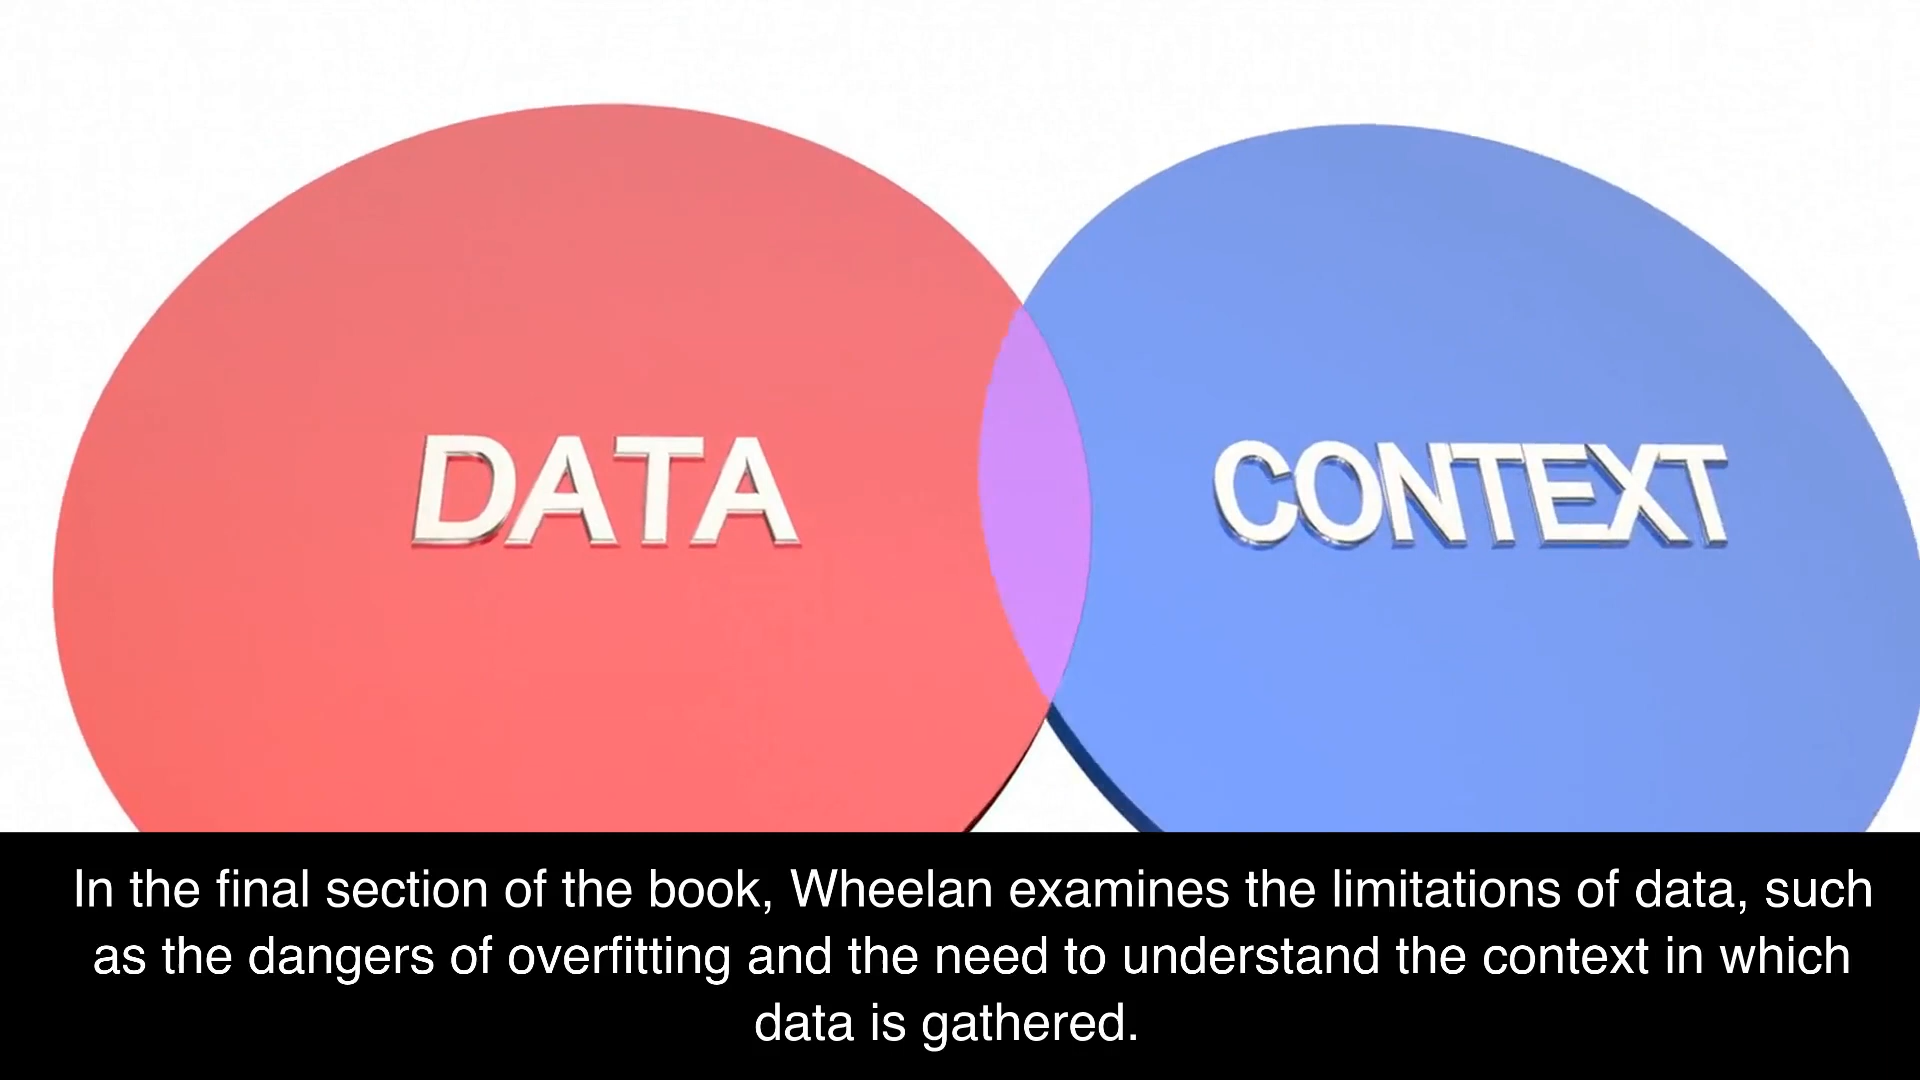 DATA
CONTEXT
In the final section of the book, Wheelan examines the limitations of data, such
as the dangers of overfitting and the need to understand the context in which
data is gathered.